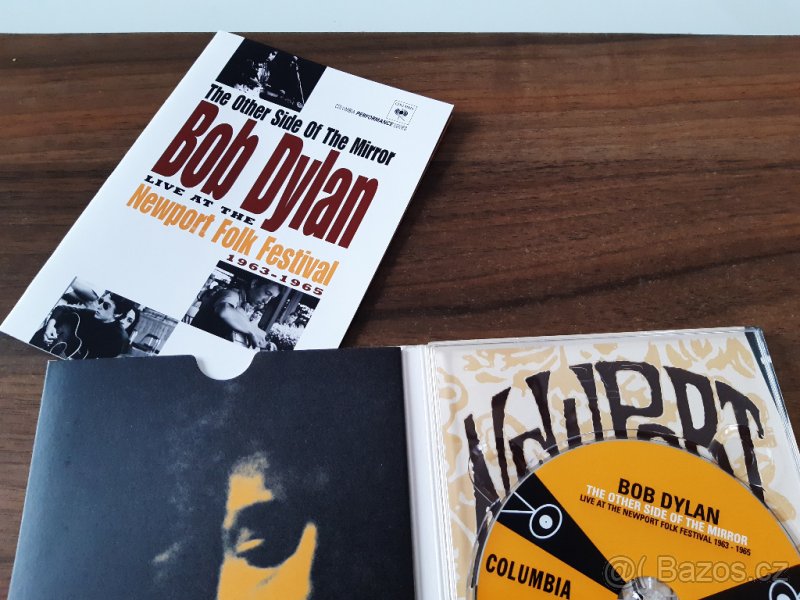 The Other Side Of The Mirror
Bob Dylan
LIVE AT THE
Newport Folk Festival
1963-1965
COLUMBIA PERFORMANCE SERIES
NEWPORT
BOB DYLAN
THE OTHER SIDE OF THE MIRROR
LIVE AT THE NEWPORT FOLK FESTIVAL 1963 - 1965
COLUMBIA
@( Bazos.cz